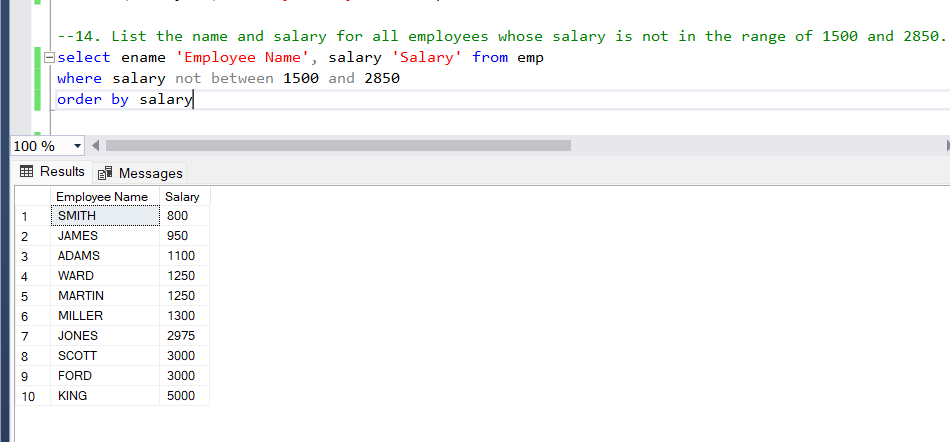 --14. List the name and salary for all employees whose salary is not in the range of 1500 and 2850.
select ename 'Employee Name', salary 'Salary' from emp
where salary not between 1500 and 2850
order by salary
100 %
Results Messages
Employee Name Salary
1 SMITH 800
2 JAMES 950
3 ADAMS 1100
4 WARD 1250
5 MARTIN 1250
6 MILLER 1300
7 JONES 2975
8 SCOTT 3000
9 FORD 3000
10 KING 5000